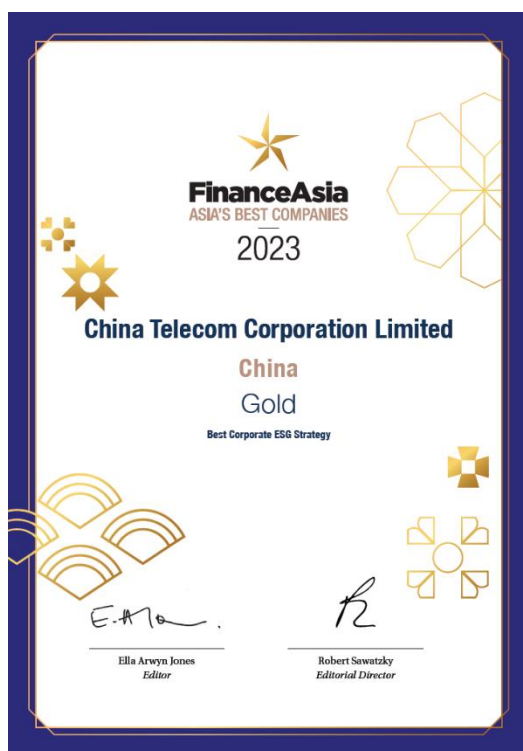 FinanceAsia
ASIA'S BEST COMPANIES
2023
China Telecom Corporation Limited
China
Gold
Best Corporate ESG Strategy
Ella Arwyn Jones
Editor
Robert Sawatzky
Editorial Director